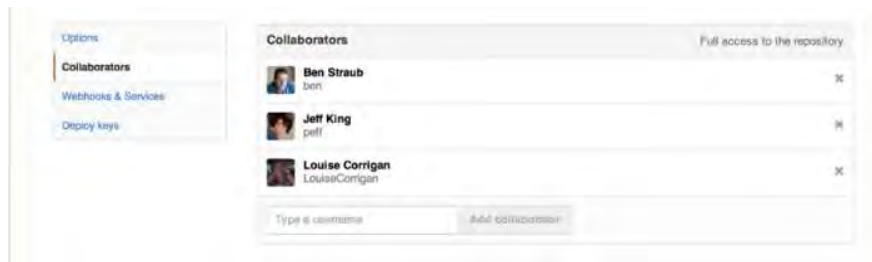 Options
Collaborators
Webhooks & Services
Deploy keys
Collaborators
Full access to the repository
Ben Straub
ben
Jeff King
peff
Louise Corrigan
LouiseCorrigan
Type a username
Add collaborator